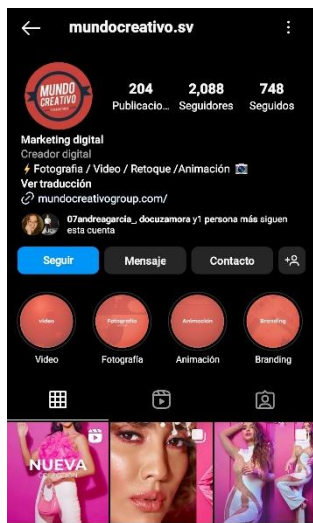 mundocreativo.sv
MUNDO
CREATIVO
204
2,088
748
Publicacio...
Seguidores
Seguidos
Marketing digital
Creador digital
⚡Fotografia / Video / Retoque /Animación 📷
Ver traducción
mundocreativogroup.com/
07andreagarcia_, docuzamora y1 persona más siguen
esta cuenta
Seguir
Mensaje
Contacto
video
Fotografía
Animación
Branding
Video
Fotografía
Animación
Branding
NUEVA